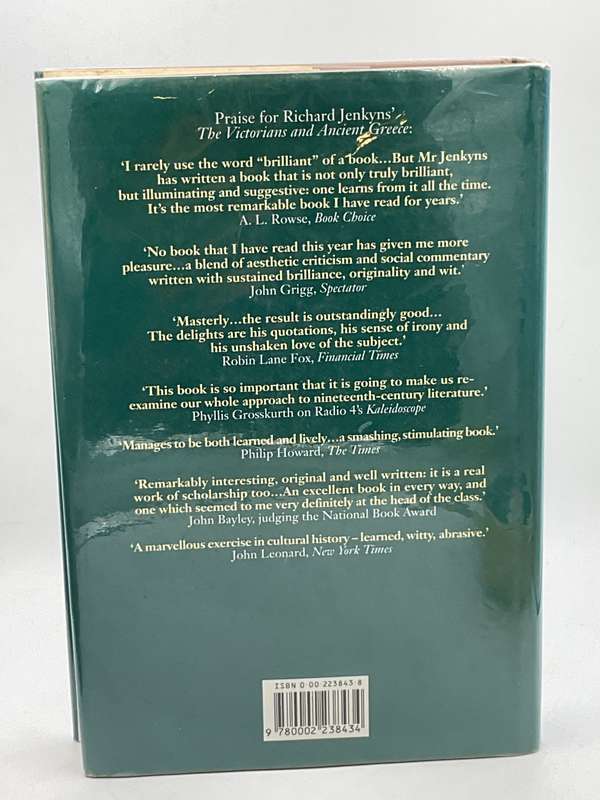 Praise for Richard Jenkyns'
The Victorians and Ancient Greece:
'I rarely use the word "brilliant" of a book...But Mr Jenkyns
has written a book that is not only truly brilliant,
but illuminating and suggestive: one learns from it all the time.
It's the most remarkable book I have read for years.'
A. L. Rowse, Book Choice
'No book that I have read this year has given me more
pleasure...a blend of aesthetic criticism and social commentary
written with sustained brilliance, originality and wit.'
John Grigg, Spectator
'Masterly...the result is outstandingly good...
The delights are his quotations, his sense of irony and
his unshaken love of the subject.'
Robin Lane Fox, Financial Times
'This book is so important that it is going to make us re-
examine our whole approach to nineteenth-century literature.'
Phyllis Grosskurth on Radio 4's Kaleidoscope
'Manages to be both learned and lively...a smashing, stimulating book.'
Philip Howard, The Times
'Remarkably interesting, original and well written: it is a real
work of scholarship too...An excellent book in every way, and
one which seemed to me very definitely at the head of the class.'
John Bayley, judging the National Book Award
'A marvellous exercise in cultural history – learned, witty, abrasive.'
John Leonard, New York Times
ISBN 0·00 223843·8
9 780002 238434